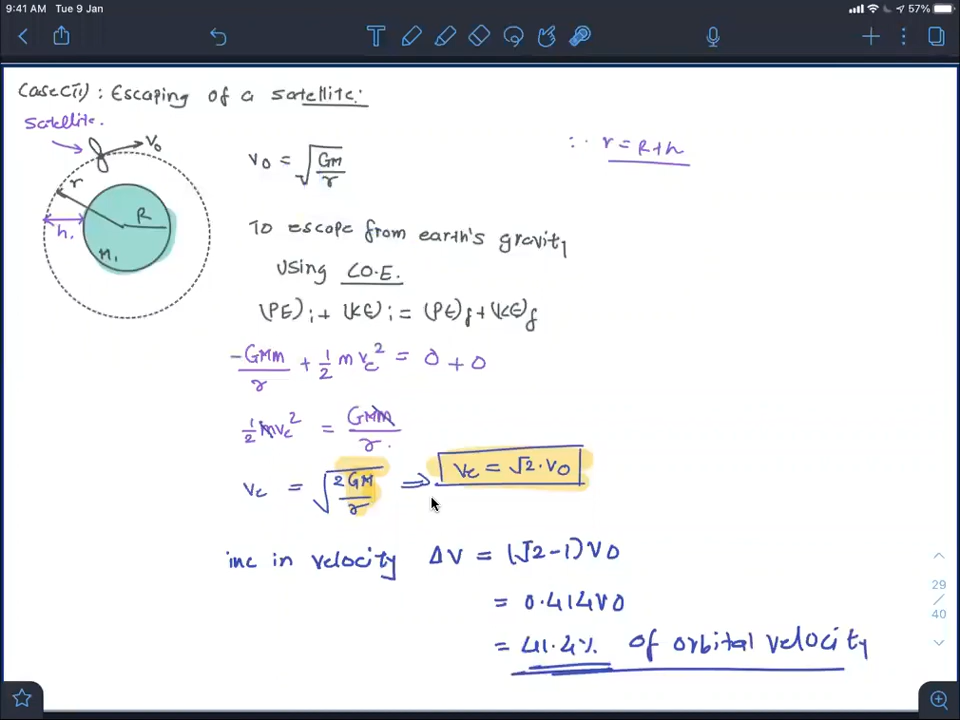 9:41 AM Tue 9 Jan
57%
Case(II) : Escaping of a satellite:
Satellite.
V0
r
R
h
M,
V0 = √GM/r
∵ r = R+h
To escape from earth's gravity
Using C.O.E.
(PE)i + (KE)i = (PE)f + (KE)f
-GMm/r + 1/2 m ve² = 0 + 0
1/2 mve² = GMm/r.
ve = √2GM/r ⇒ ve = √2·v0
inc in velocity ΔV = (√2-1)V0
= 0.414V0
= 41.4% of orbital velocity
29
/
40